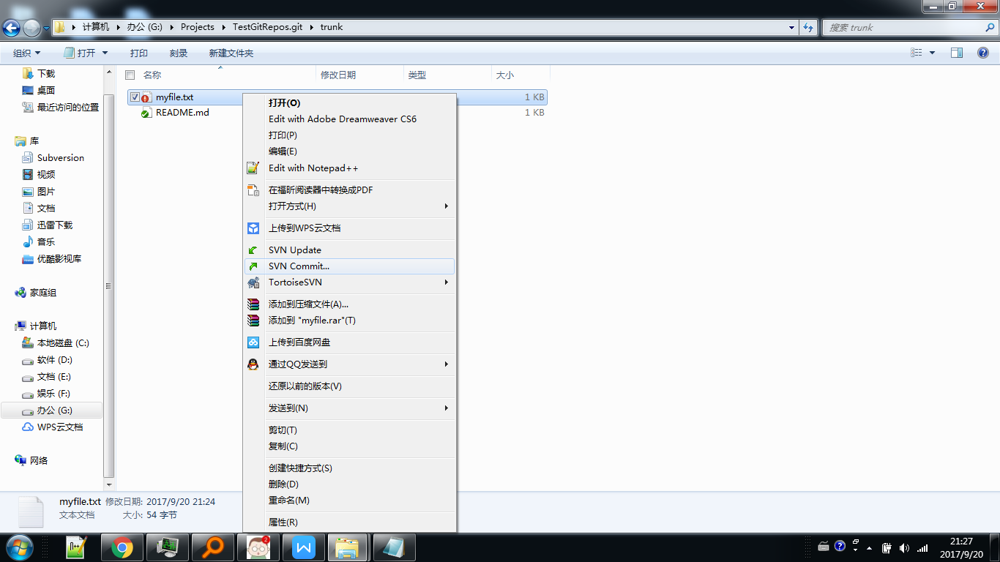 计算机 办公 (G:) Projects TestGitRepos.git trunk
搜索 trunk
组织 打开 打印 刻录 新建文件夹
名称 修改日期 类型 大小
下载
桌面
最近访问的位置
库
Subversion
视频
图片
文档
迅雷下载
音乐
优酷影视库
家庭组
计算机
本地磁盘 (C:)
软件 (D:)
文档 (E:)
娱乐 (F:)
办公 (G:)
WPS云文档
网络
myfile.txt 1 KB
README.md 1 KB
打开(O)
Edit with Adobe Dreamweaver CS6
打印(P)
编辑(E)
Edit with Notepad++
在福昕阅读器中转换成PDF
打开方式(H)
上传到WPS云文档
SVN Update
SVN Commit...
TortoiseSVN
添加到压缩文件(A)...
添加到 "myfile.rar"(T)
上传到百度网盘
通过QQ发送到
还原以前的版本(V)
发送到(N)
剪切(T)
复制(C)
创建快捷方式(S)
删除(D)
重命名(M)
属性(R)
myfile.txt 修改日期: 2017/9/20 21:24
文本文档 大小: 54 字节
21:27
2017/9/20